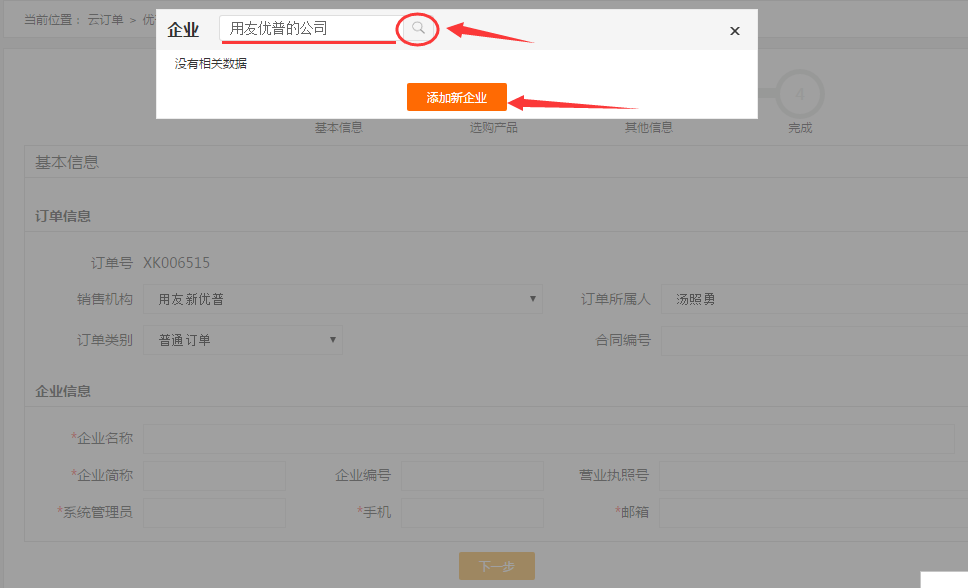 当前位置： 云订单 > 优
企业 用友优普的公司 ×
没有相关数据
添加新企业
4
基本信息 选购产品 其他信息 完成
基本信息
订单信息
订单号 XK006515
销售机构 用友新优普 ▼ 订单所属人 汤照勇
订单类别 普通订单 ▼ 合同编号
企业信息
*企业名称
*企业简称 企业编号 营业执照号
*系统管理员 *手机 *邮箱
下一步